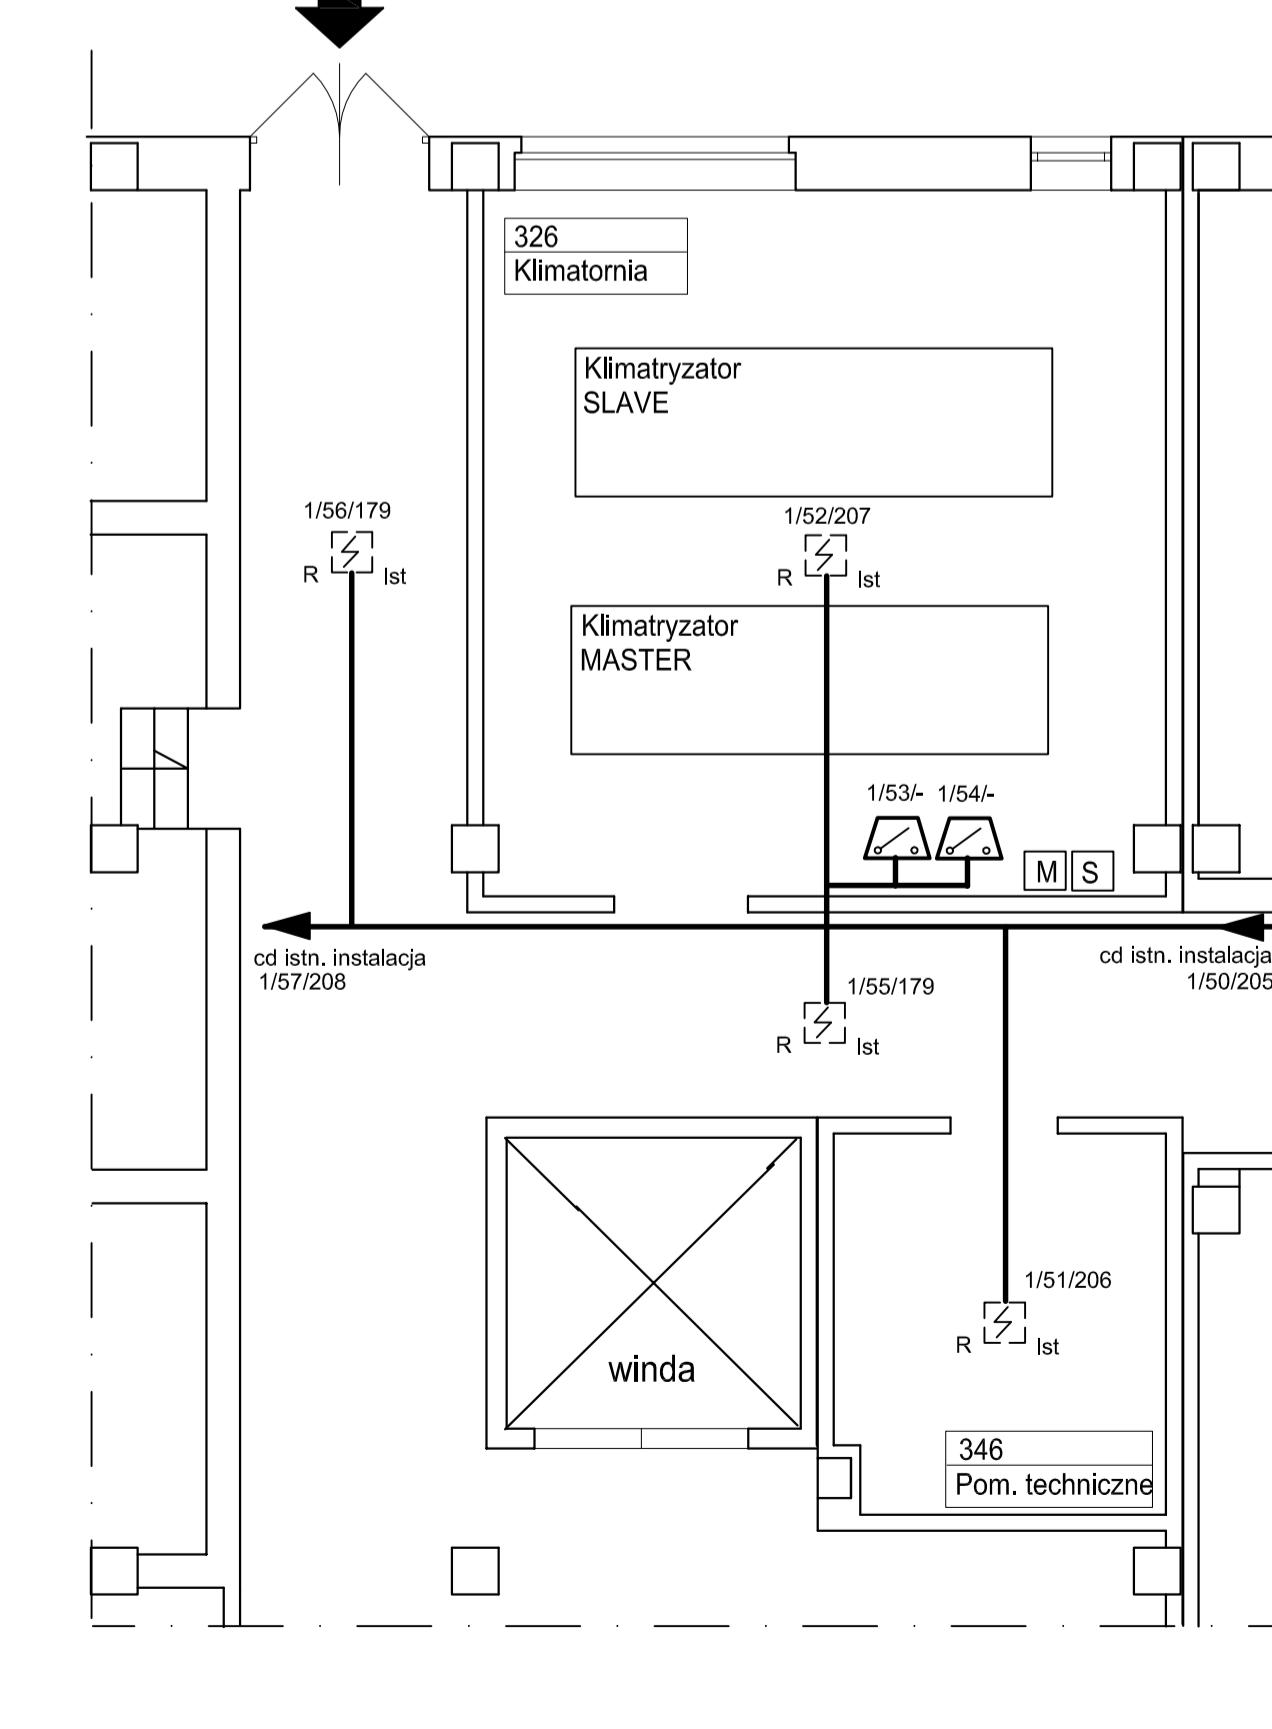 326
Klimatornia
Klimatryzator
SLAVE
1/56/179
R
Ist
1/52/207
R
Ist
Klimatryzator
MASTER
1/53/-
1/54/-
M
S
cd istn. instalacja
1/57/208
cd istn. instalacja
1/50/205
1/55/179
R
Ist
1/51/206
R
Ist
winda
346
Pom. techniczne